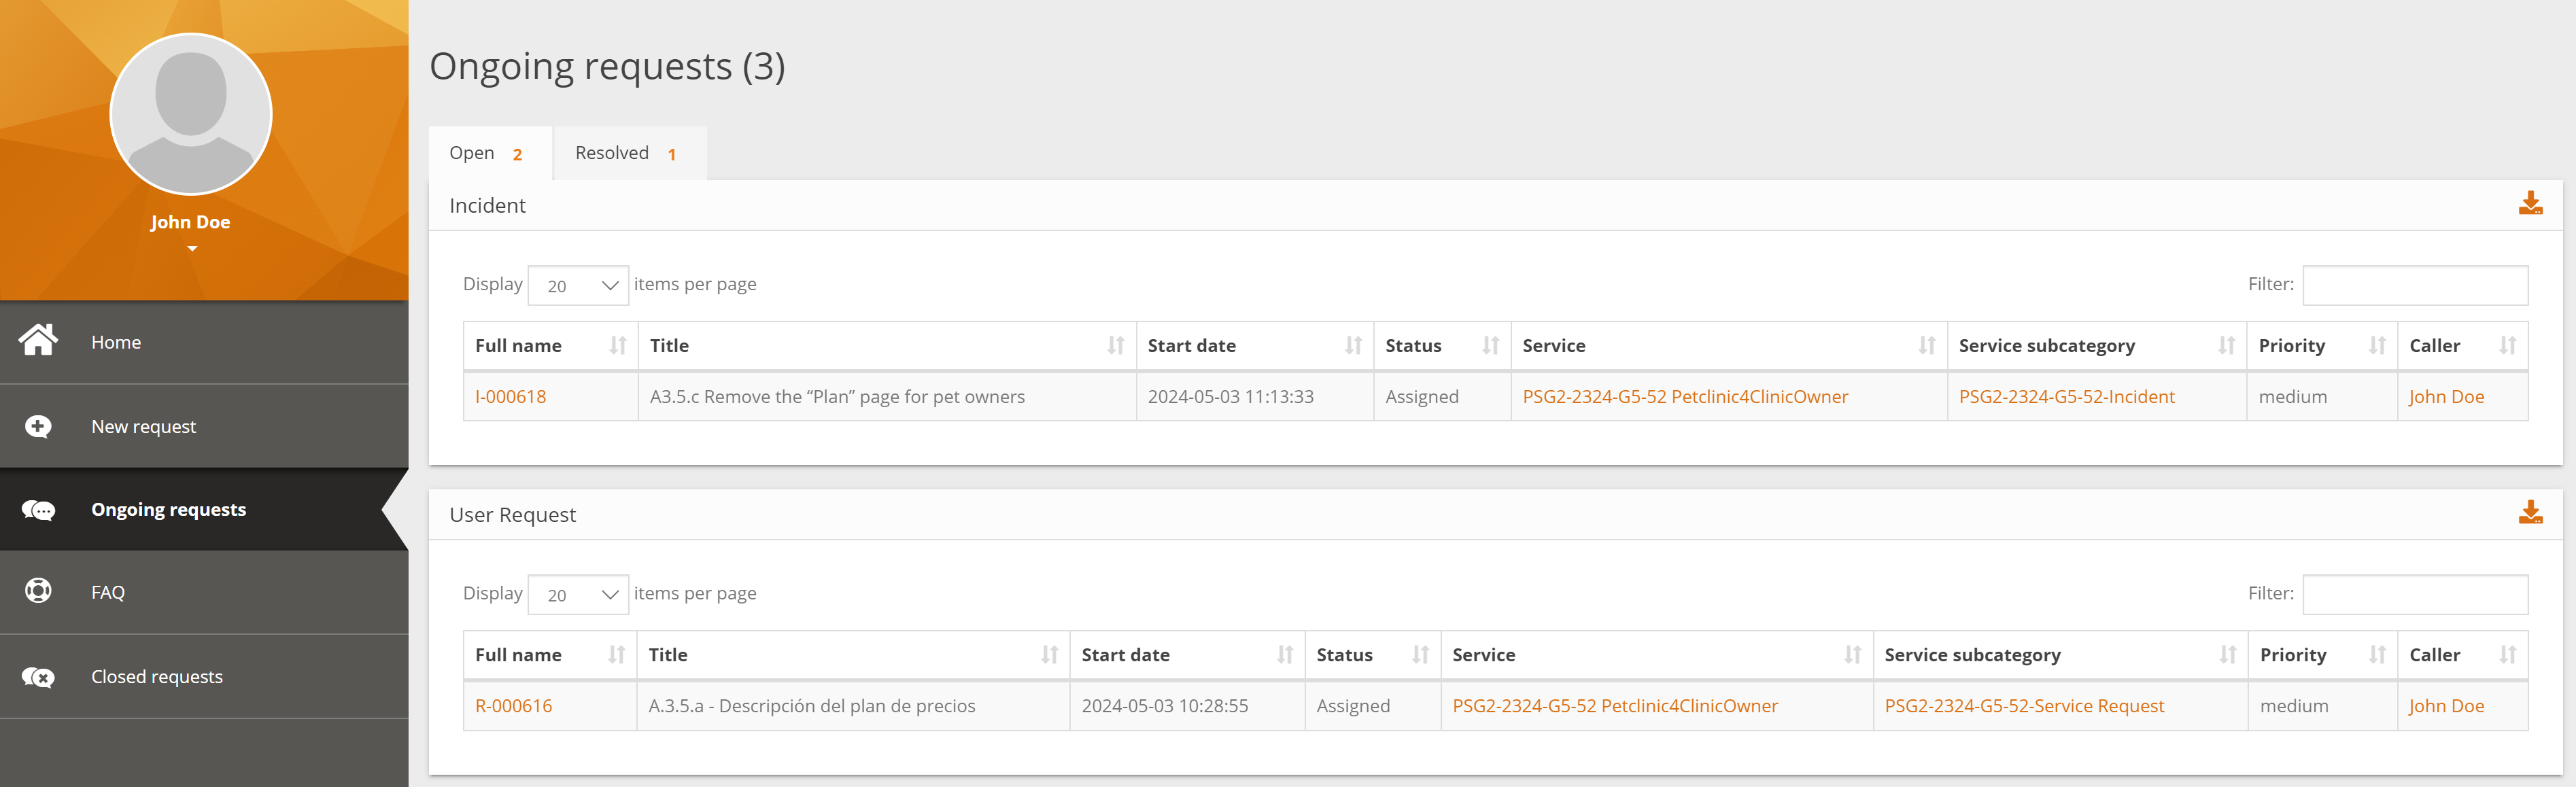 John Doe
Home
New request
Ongoing requests
FAQ
Closed requests
Ongoing requests (3)
Open 2 Resolved 1
Incident
Display 20 items per page Filter:
Full name Title Start date Status Service Service subcategory Priority Caller
I-000618 A3.5.c Remove the “Plan” page for pet owners 2024-05-03 11:13:33 Assigned PSG2-2324-G5-52 Petclinic4ClinicOwner PSG2-2324-G5-52-Incident medium John Doe
User Request
Display 20 items per page Filter:
Full name Title Start date Status Service Service subcategory Priority Caller
R-000616 A.3.5.a - Descripción del plan de precios 2024-05-03 10:28:55 Assigned PSG2-2324-G5-52 Petclinic4ClinicOwner PSG2-2324-G5-52-Service Request medium John Doe